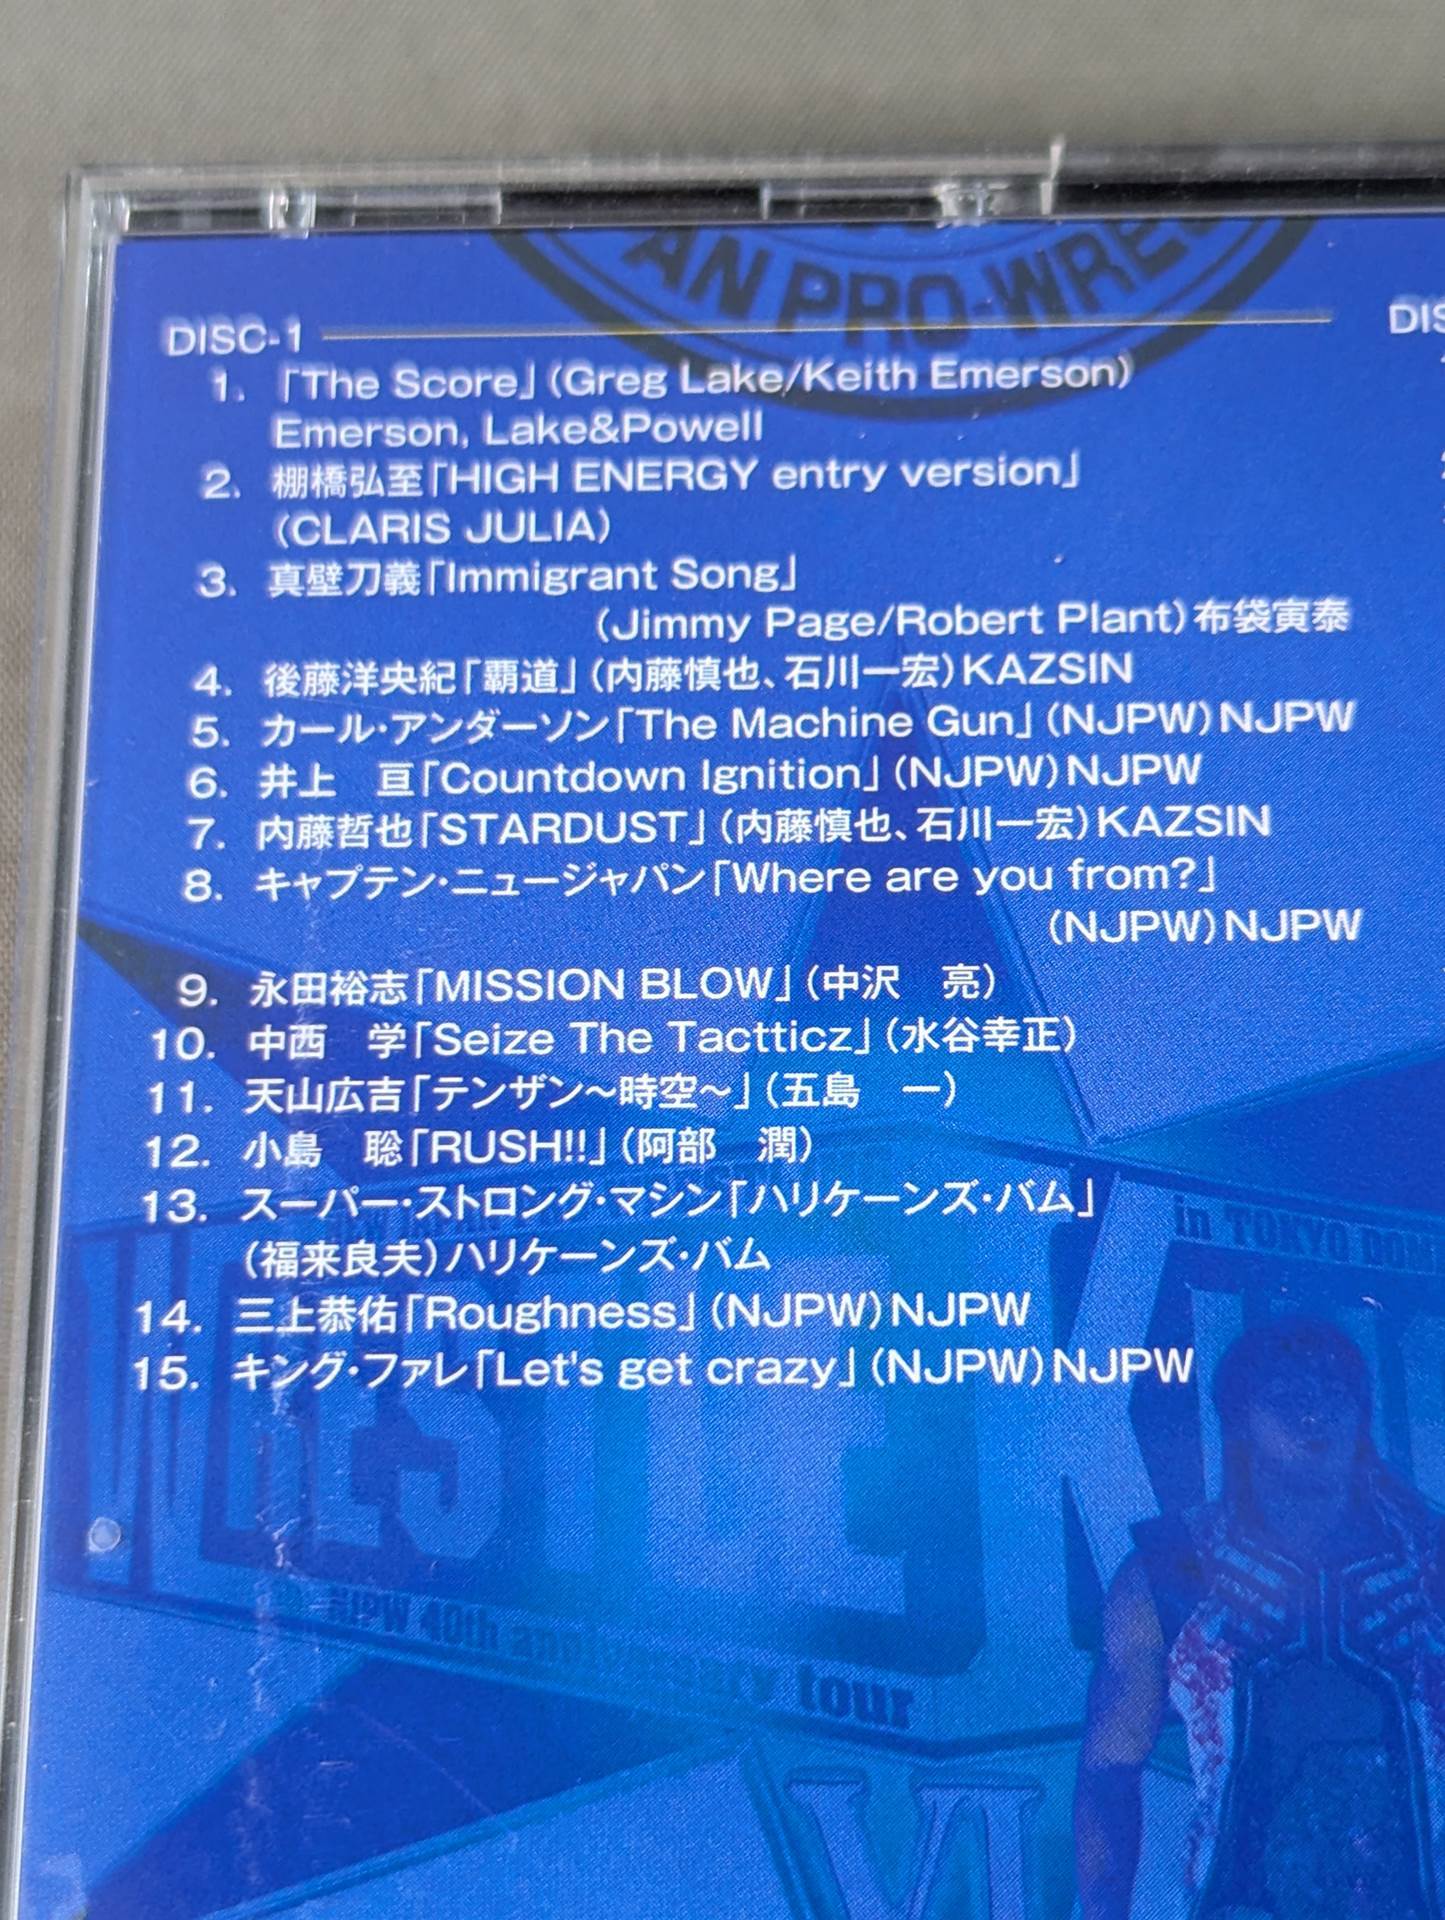 AN PRO-WRE
DISC-1
1. 「The Score」(Greg Lake/Keith Emerson)
Emerson, Lake&Powell
2. 棚橋弘至「HIGH ENERGY entry version」
(CLARIS JULIA)
3. 真壁刀義「Immigrant Song」
(Jimmy Page/Robert Plant)布袋寅泰
4. 後藤洋央紀「覇道」(内藤慎也、石川一宏)KAZSIN
5. カール・アンダーソン「The Machine Gun」(NJPW)NJPW
6. 井上　亘「Countdown Ignition」(NJPW)NJPW
7. 内藤哲也「STARDUST」(内藤慎也、石川一宏)KAZSIN
8. キャプテン・ニュージャパン「Where are you from?」
(NJPW)NJPW
9. 永田裕志「MISSION BLOW」(中沢　亮)
10. 中西　学「Seize The Tactticz」(水谷幸正)
11. 天山広吉「テンザン〜時空〜」(五島　一)
12. 小島　聡「RUSH!!」(阿部　潤)
13. スーパー・ストロング・マシン「ハリケーンズ・バム」
(福来良夫)ハリケーンズ・バム
14. 三上恭佑「Roughness」(NJPW)NJPW
15. キング・ファレ「Let's get crazy」(NJPW)NJPW
DIS
in TOKYO DOM
WRESTLE KI
NJPW 40th anniversary tour
VI